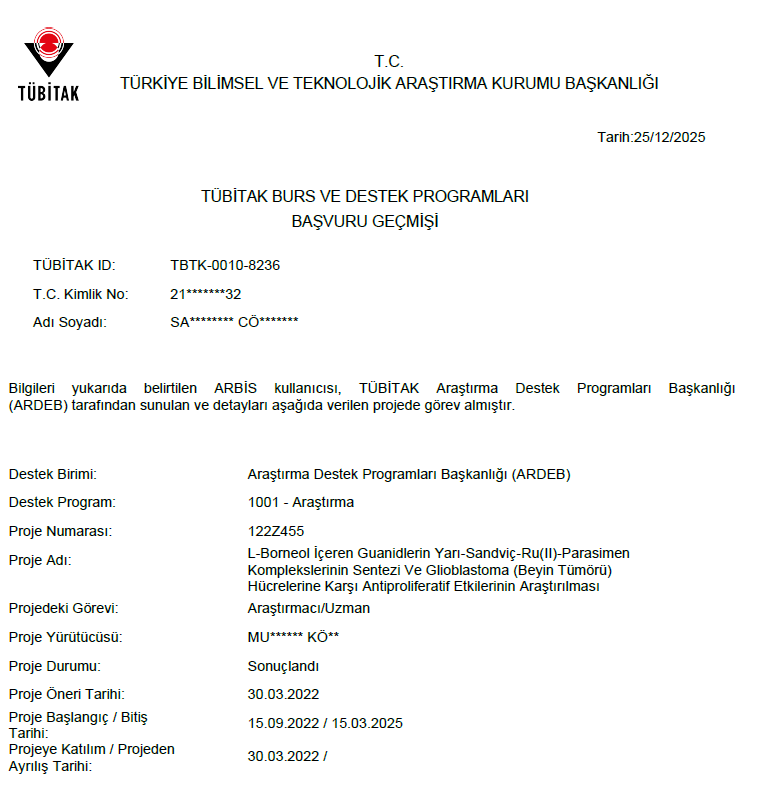 TÜBİTAK
T.C.
TÜRKİYE BİLİMSEL VE TEKNOLOJİK ARAŞTIRMA KURUMU BAŞKANLIĞI
Tarih:25/12/2025
TÜBİTAK BURS VE DESTEK PROGRAMLARI
BAŞVURU GEÇMİŞİ
TÜBİTAK ID: TBTK-0010-8236
T.C. Kimlik No: 21*******32
Adı Soyadı: SA******** CÖ*******
Bilgileri yukarıda belirtilen ARBİS kullanıcısı, TÜBİTAK Araştırma Destek Programları Başkanlığı
(ARDEB) tarafından sunulan ve detayları aşağıda verilen projede görev almıştır.
Destek Birimi: Araştırma Destek Programları Başkanlığı (ARDEB)
Destek Program: 1001 - Araştırma
Proje Numarası: 122Z455
Proje Adı: L-Borneol İçeren Guanidlerin Yarı-Sandviç-Ru(II)-Parasimen
Komplekslerinin Sentezi Ve Glioblastoma (Beyin Tümörü)
Hücrelerine Karşı Antiproliferatif Etkilerinin Araştırılması
Projedeki Görevi: Araştırmacı/Uzman
Proje Yürütücüsü: MU****** KÖ**
Proje Durumu: Sonuçlandı
Proje Öneri Tarihi: 30.03.2022
Proje Başlangıç / Bitiş
Tarihi: 15.09.2022 / 15.03.2025
Projeye Katılım / Projeden
Ayrılış Tarihi: 30.03.2022 /